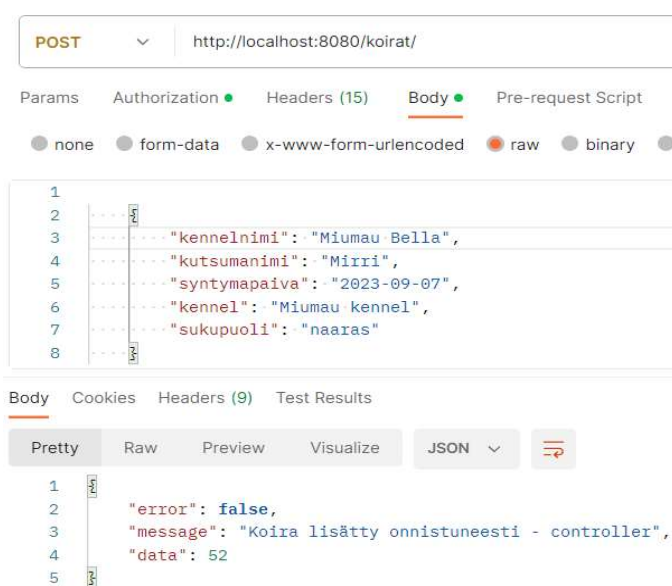 POST http://localhost:8080/koirat/
Params Authorization Headers (15) Body Pre-request Script
none form-data x-www-form-urlencoded raw binary
1
2 {
3 "kennelnimi": "Miumau Bella",
4 "kutsumanimi": "Mirri",
5 "syntymapaiva": "2023-09-07",
6 "kennel": "Miumau kennel",
7 "sukupuoli": "naaras"
8 }
Body Cookies Headers (9) Test Results
Pretty Raw Preview Visualize JSON
1 {
2 "error": false,
3 "message": "Koira lisätty onnistuneesti - controller",
4 "data": 52
5 }